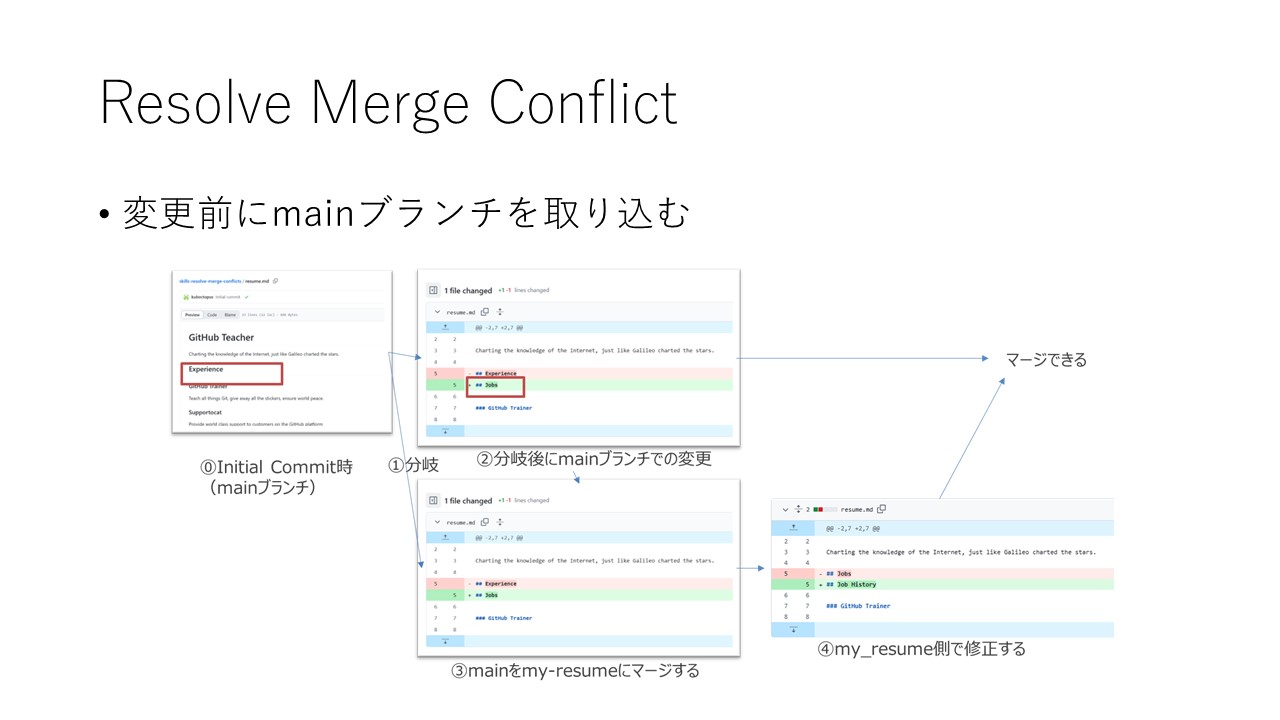 Resolve Merge Conflict
• 変更前にmainブランチを取り込む
skills-resolve-merge-conflicts / resume.md
Initial commit
Preview Code Blame
GitHub Teacher
Charting the knowledge of the Internet, just like Galileo charted the stars.
Experience
GitHub Trainer
Teach all things Git, give away all the stickers, ensure world peace.
Supportocat
Provide world class support to customers on the GitHub platform
⓪Initial Commit時
（mainブランチ）
①分岐
1 file changed +1 -1 lines changed
resume.md
@@ -2,7 +2,7 @@
2 2
3 3 Charting the knowledge of the Internet, just like Galileo charted the stars.
4 4
5 - ## Experience
5 + ## Jobs
6 6
7 7 ### GitHub Trainer
8 8
②分岐後にmainブランチでの変更
1 file changed +1 -1 lines changed
resume.md
@@ -2,7 +2,7 @@
2 2
3 3 Charting the knowledge of the Internet, just like Galileo charted the stars.
4 4
5 - ## Experience
5 + ## Jobs
6 6
7 7 ### GitHub Trainer
8 8
③mainをmy-resumeにマージする
2 resume.md
@@ -2,7 +2,7 @@
2 2
3 3 Charting the knowledge of the Internet, just like Galileo charted the stars.
4 4
5 - ## Jobs
5 + ## Job History
6 6
7 7 ### GitHub Trainer
8 8
④my_resume側で修正する
マージできる